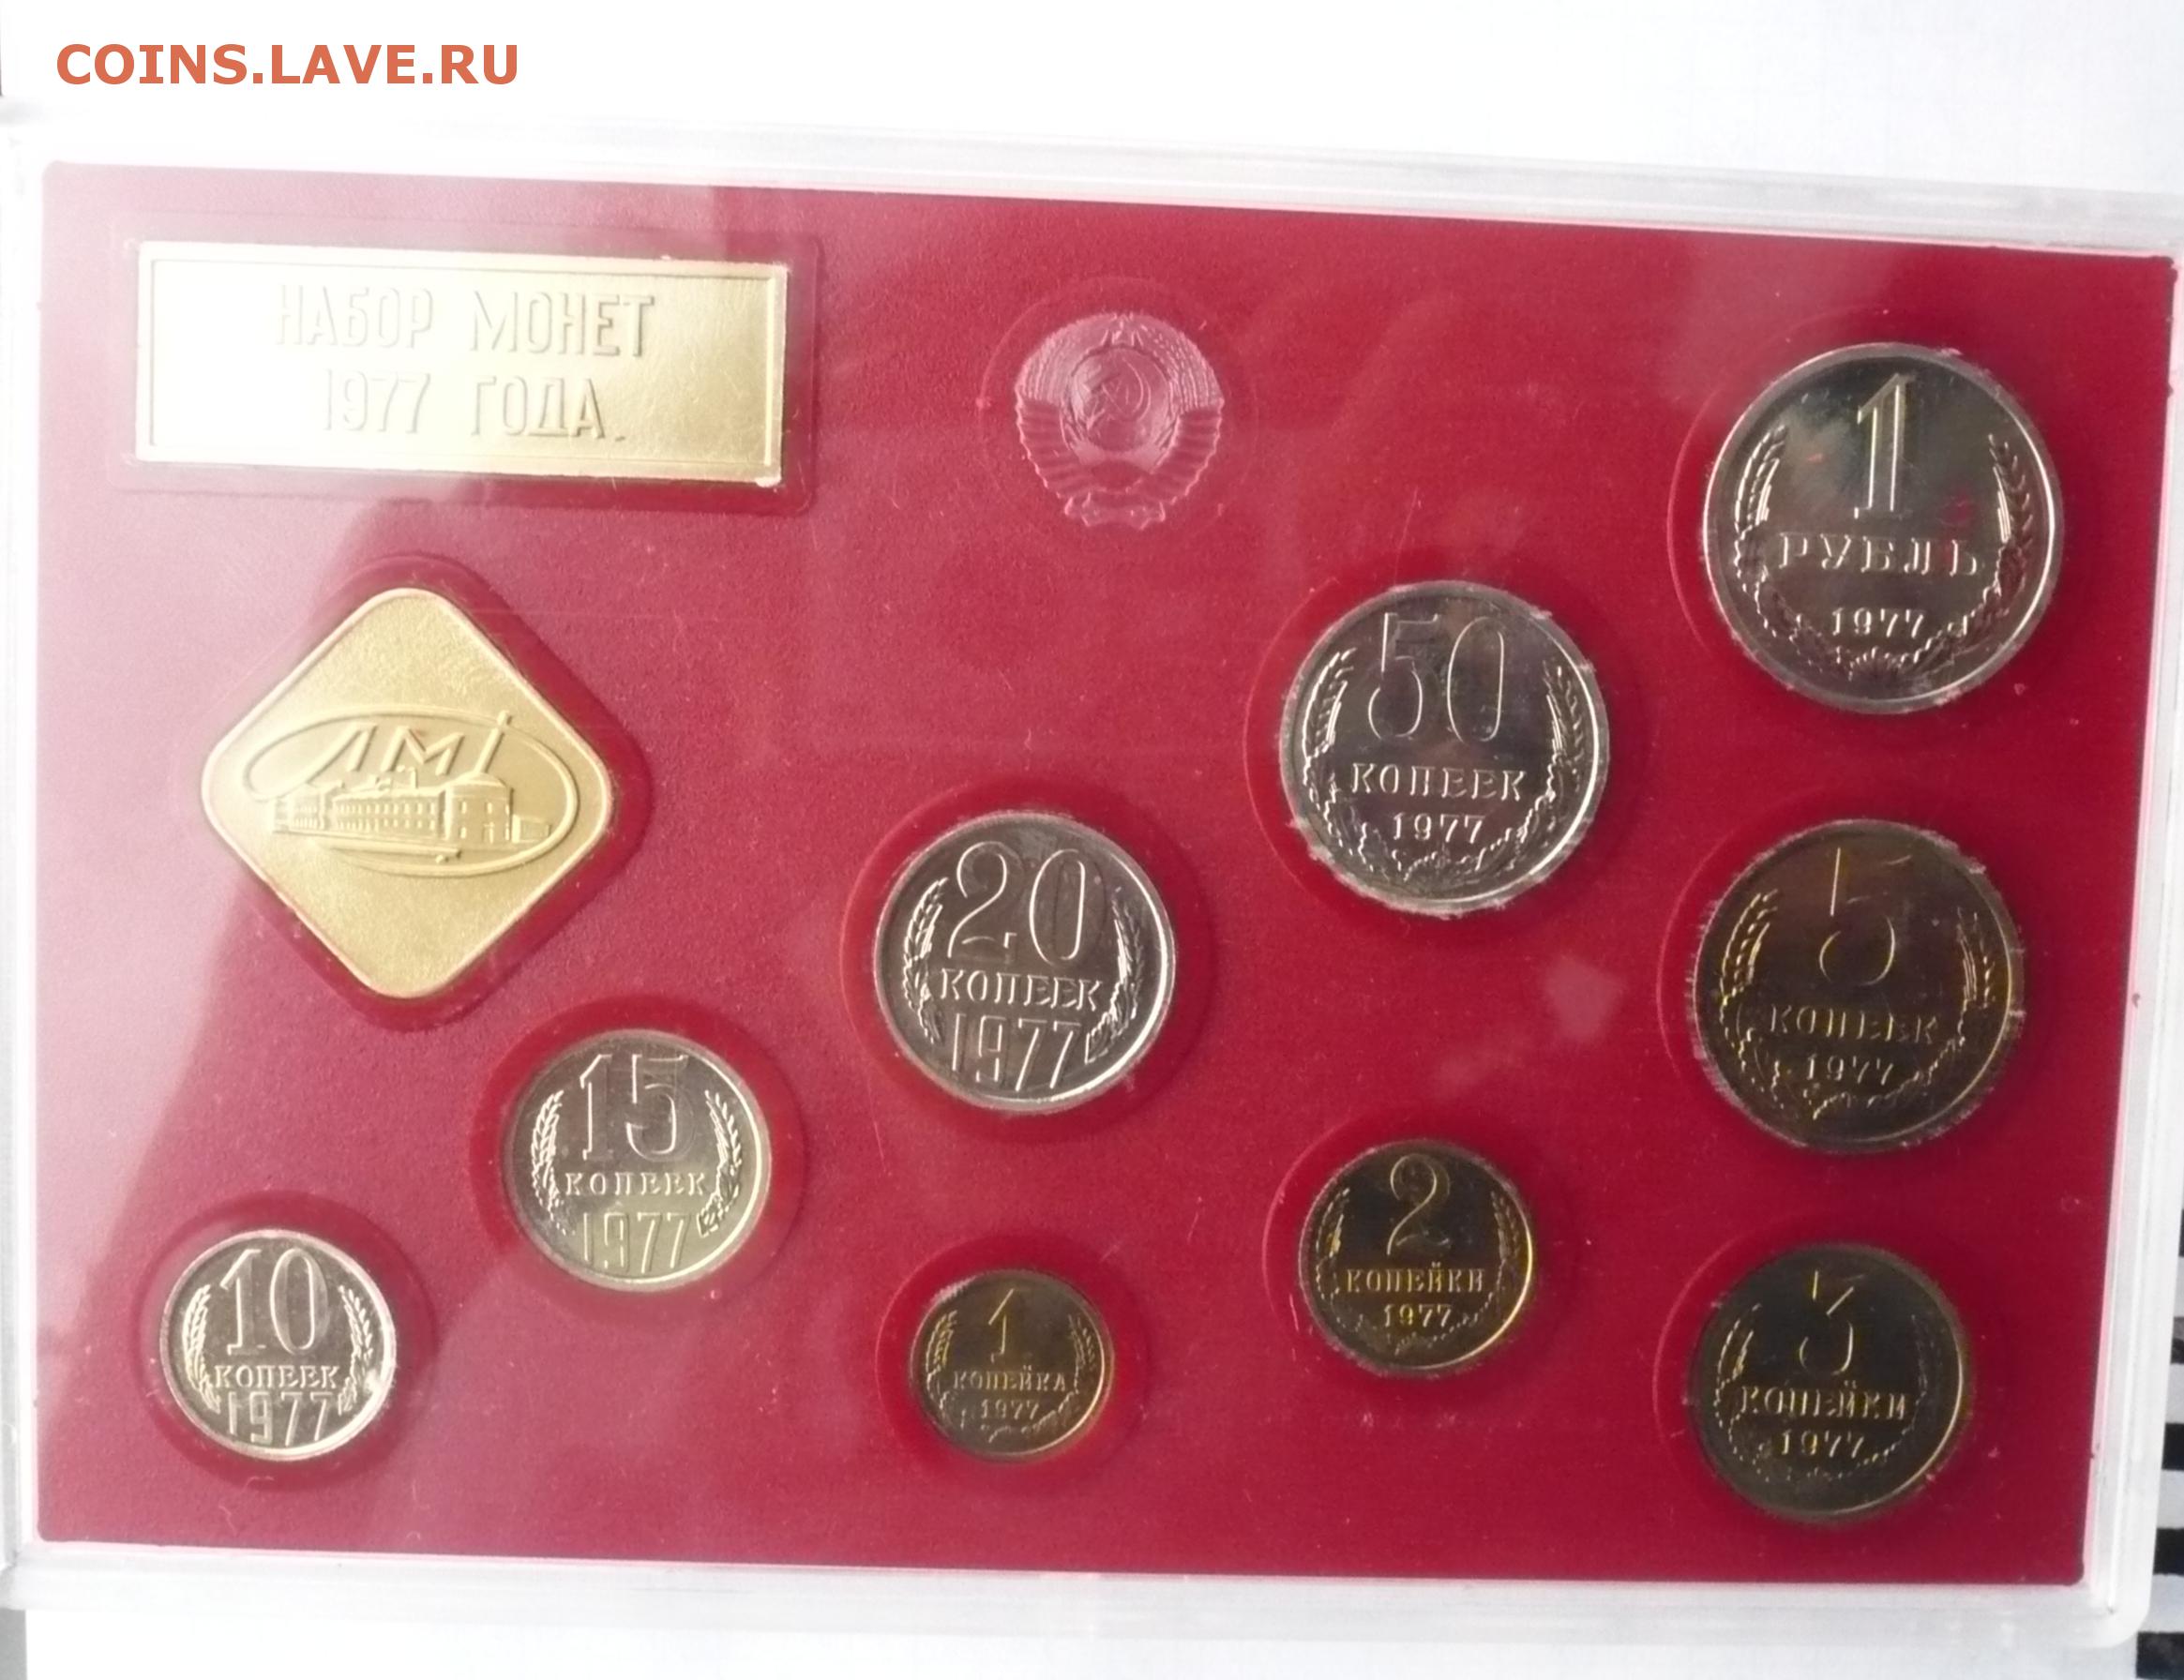 COINS.LAVE.RU
НАБОР МОНЕТ
1977 ГОДА.
1
РУБЛЬ
1977
50
КОПЕЕК
1977
ЛМД
20
КОПЕЕК
1977
5
КОПЕЕК
1977
15
КОПЕЕК
1977
2
КОПЕЙКИ
1977
10
КОПЕЕК
1977
1
КОПЕЙКА
1977
3
КОПЕЙКИ
1977